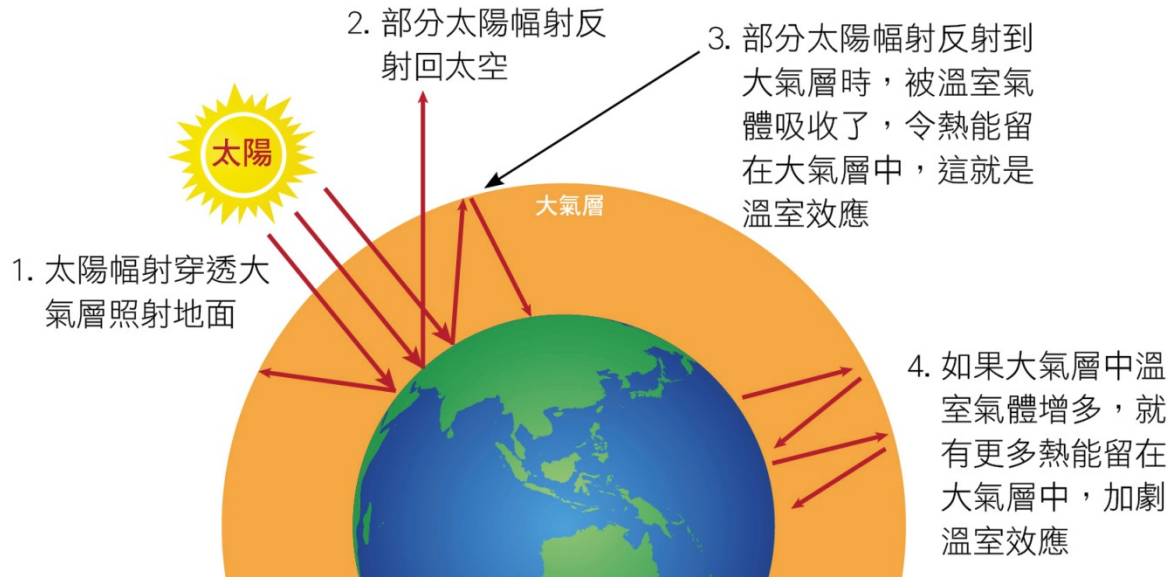 太陽
1. 太陽幅射穿透大
氣層照射地面
2. 部分太陽幅射反
射回太空
3. 部分太陽幅射反射到
大氣層時，被溫室氣
體吸收了，令熱能留
在大氣層中，這就是
溫室效應
大氣層
4. 如果大氣層中溫
室氣體增多，就
有更多熱能留在
大氣層中，加劇
溫室效應